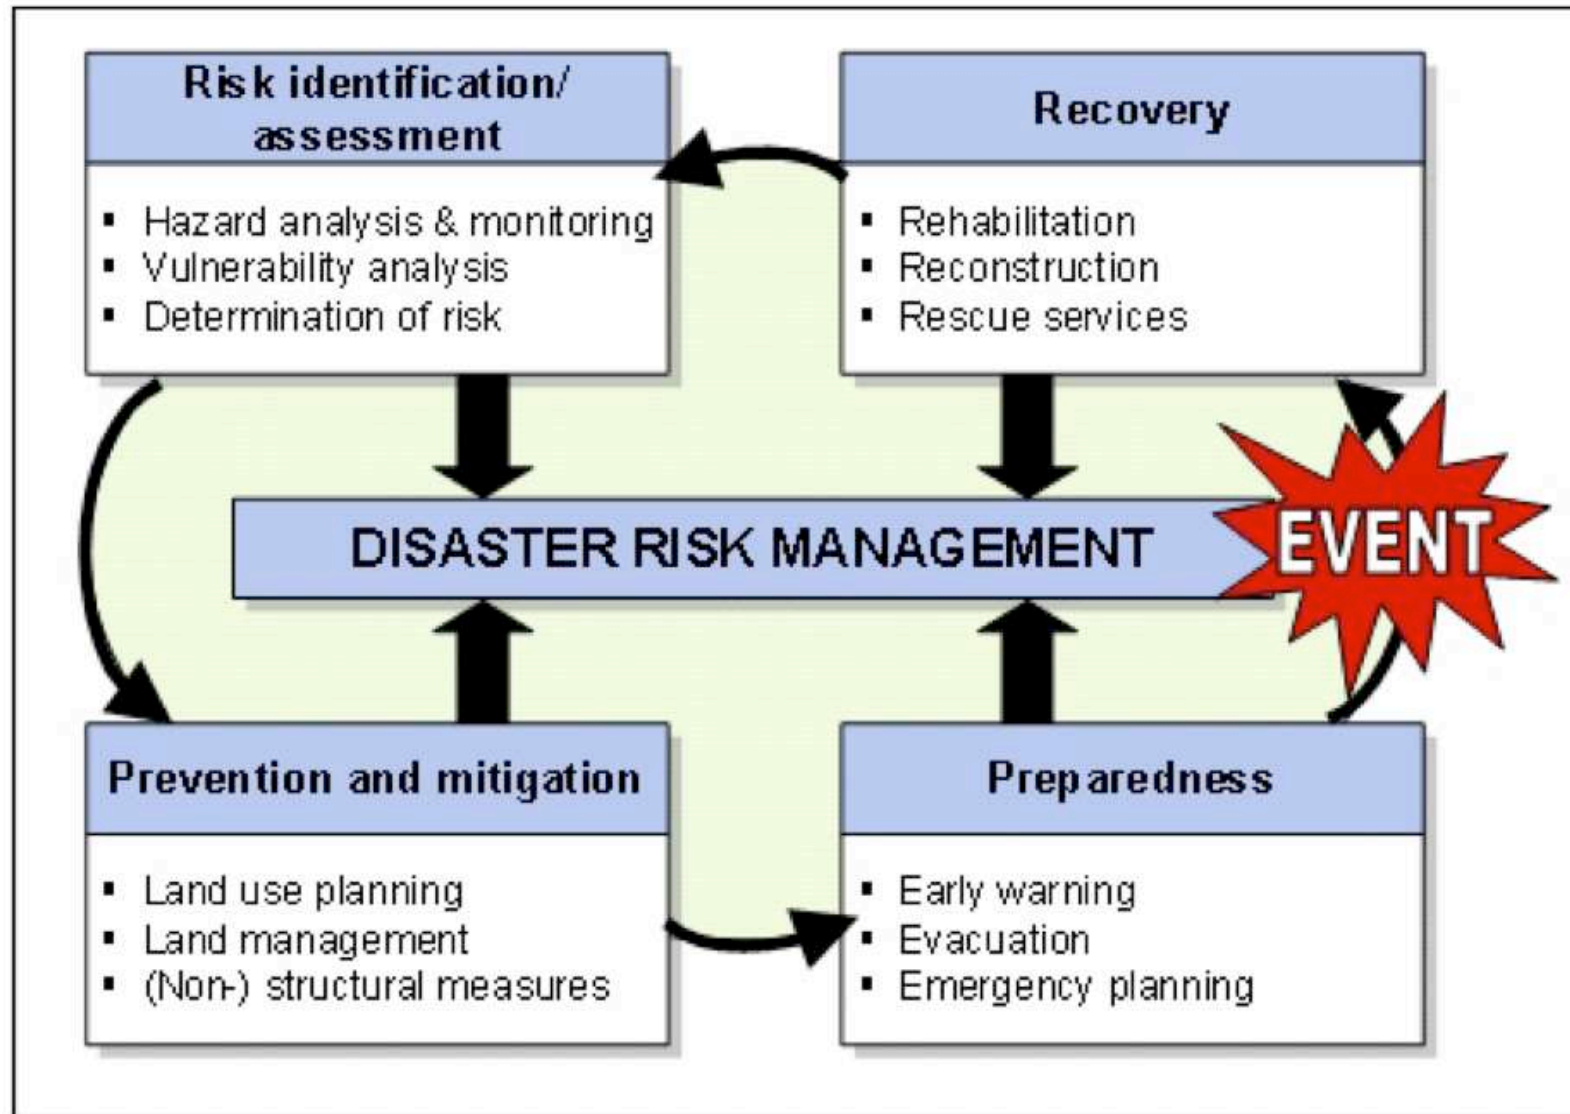 Risk identification/
assessment
▪ Hazard analysis & monitoring
▪ Vulnerability analysis
▪ Determination of risk
Recovery
▪ Rehabilitation
▪ Reconstruction
▪ Rescue services
DISASTER RISK MANAGEMENT
EVENT
Prevention and mitigation
▪ Land use planning
▪ Land management
▪ (Non-) structural measures
Preparedness
▪ Early warning
▪ Evacuation
▪ Emergency planning